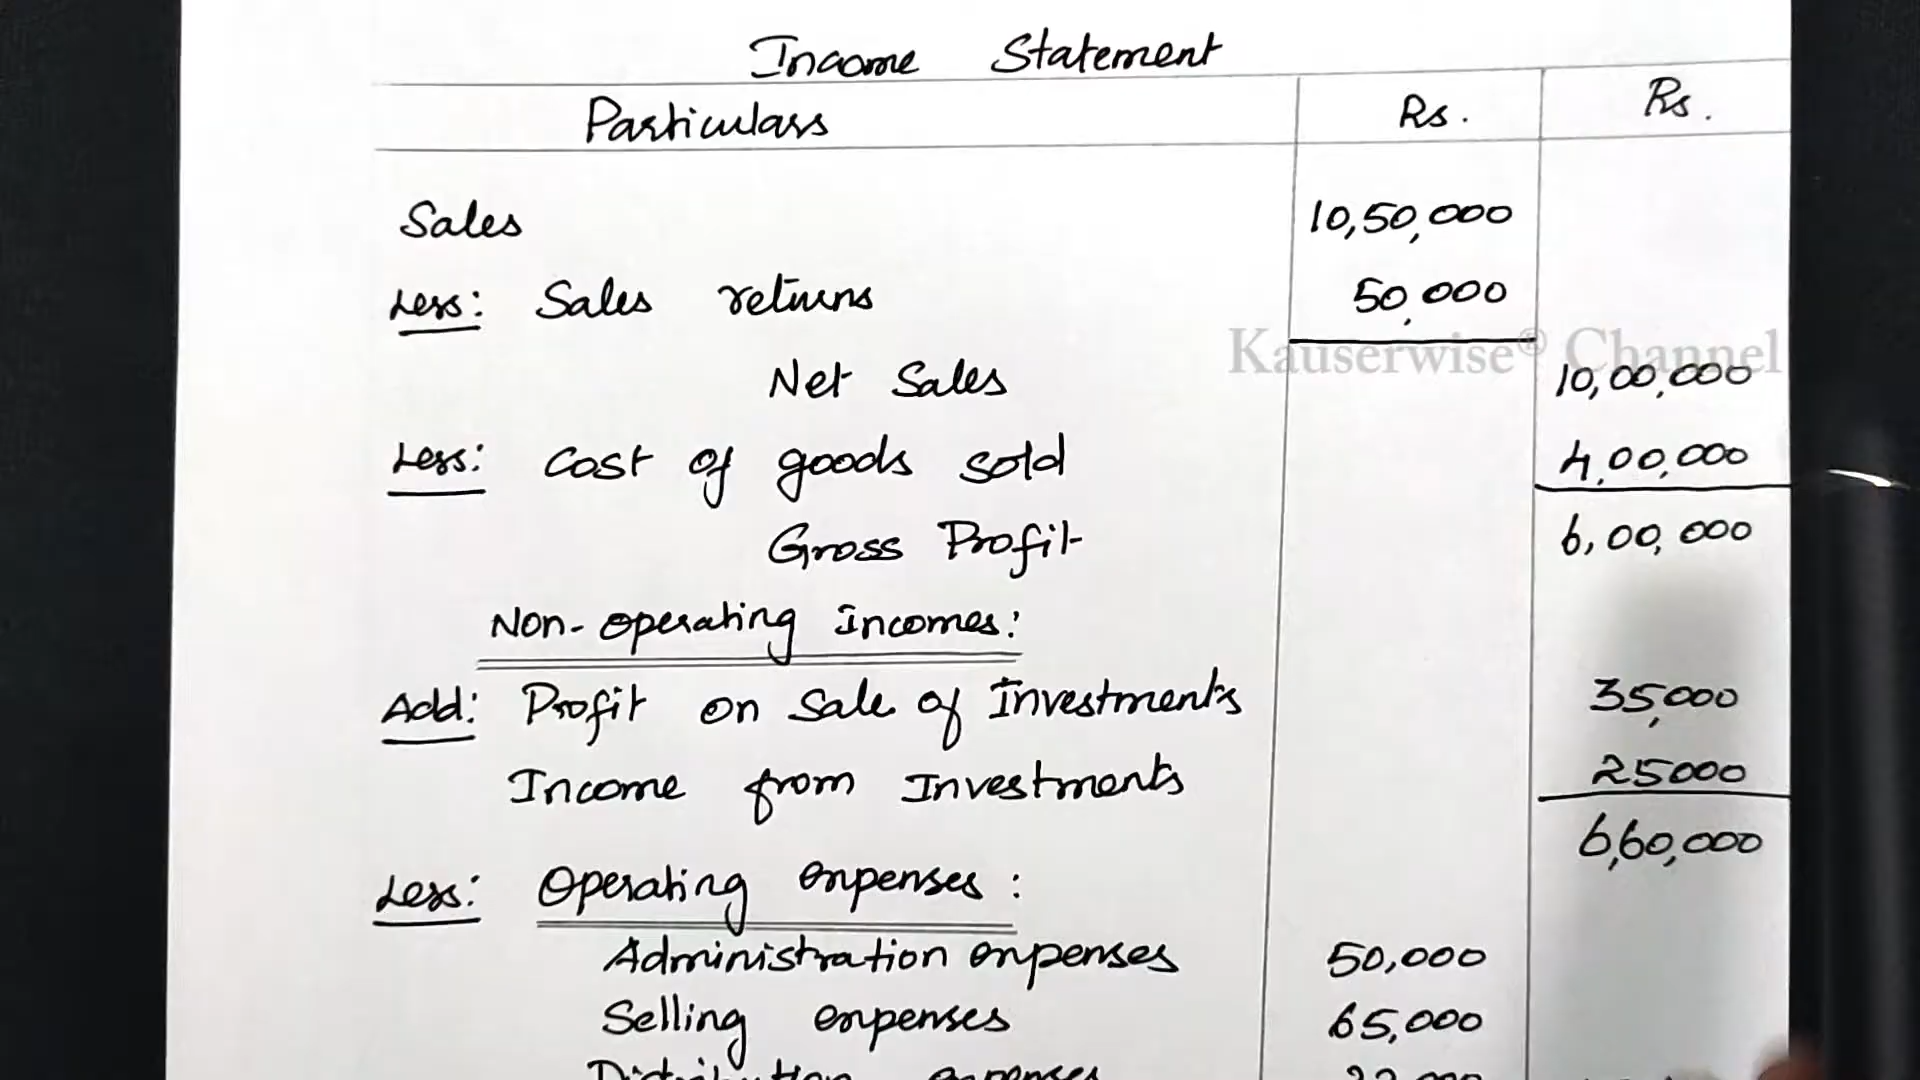 Income Statement
Particulars Rs. Rs.
Sales 10,50,000
Less: Sales returns 50,000
Kauserwise® Channel
Net Sales 10,00,000
Less: Cost of goods sold 4,00,000
Gross Profit 6,00,000
Non-operating Incomes:
Add: Profit on Sale of Investments 35,000
Income from Investments 25000
6,60,000
Less: Operating expenses:
Administration expenses 50,000
Selling expenses 65,000
Distribution expenses